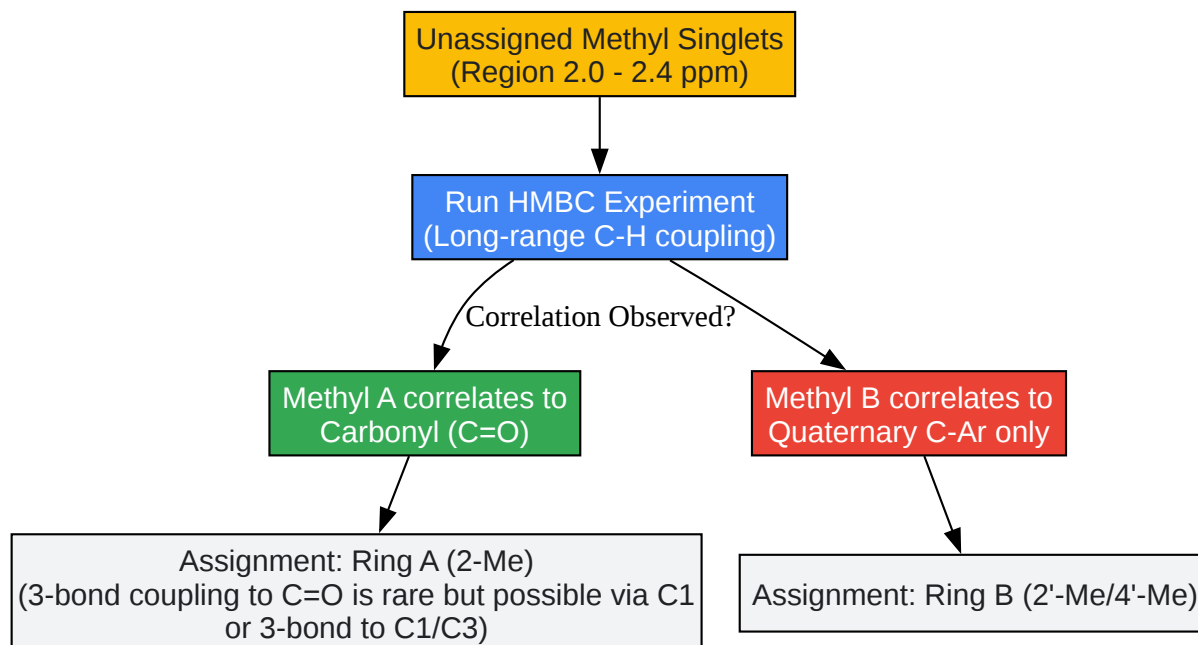 Unassigned Methyl Singlets
(Region 2.0 - 2.4 ppm)
Run HMBC Experiment
(Long-range C-H coupling)
Correlation Observed?
Methyl A correlates to
Carbonyl (C=O)
Methyl B correlates to
Quaternary C-Ar only
Assignment: Ring A (2-Me)
(3-bond coupling to C=O is rare but possible via C1
or 3-bond to C1/C3)
Assignment: Ring B (2'-Me/4'-Me)